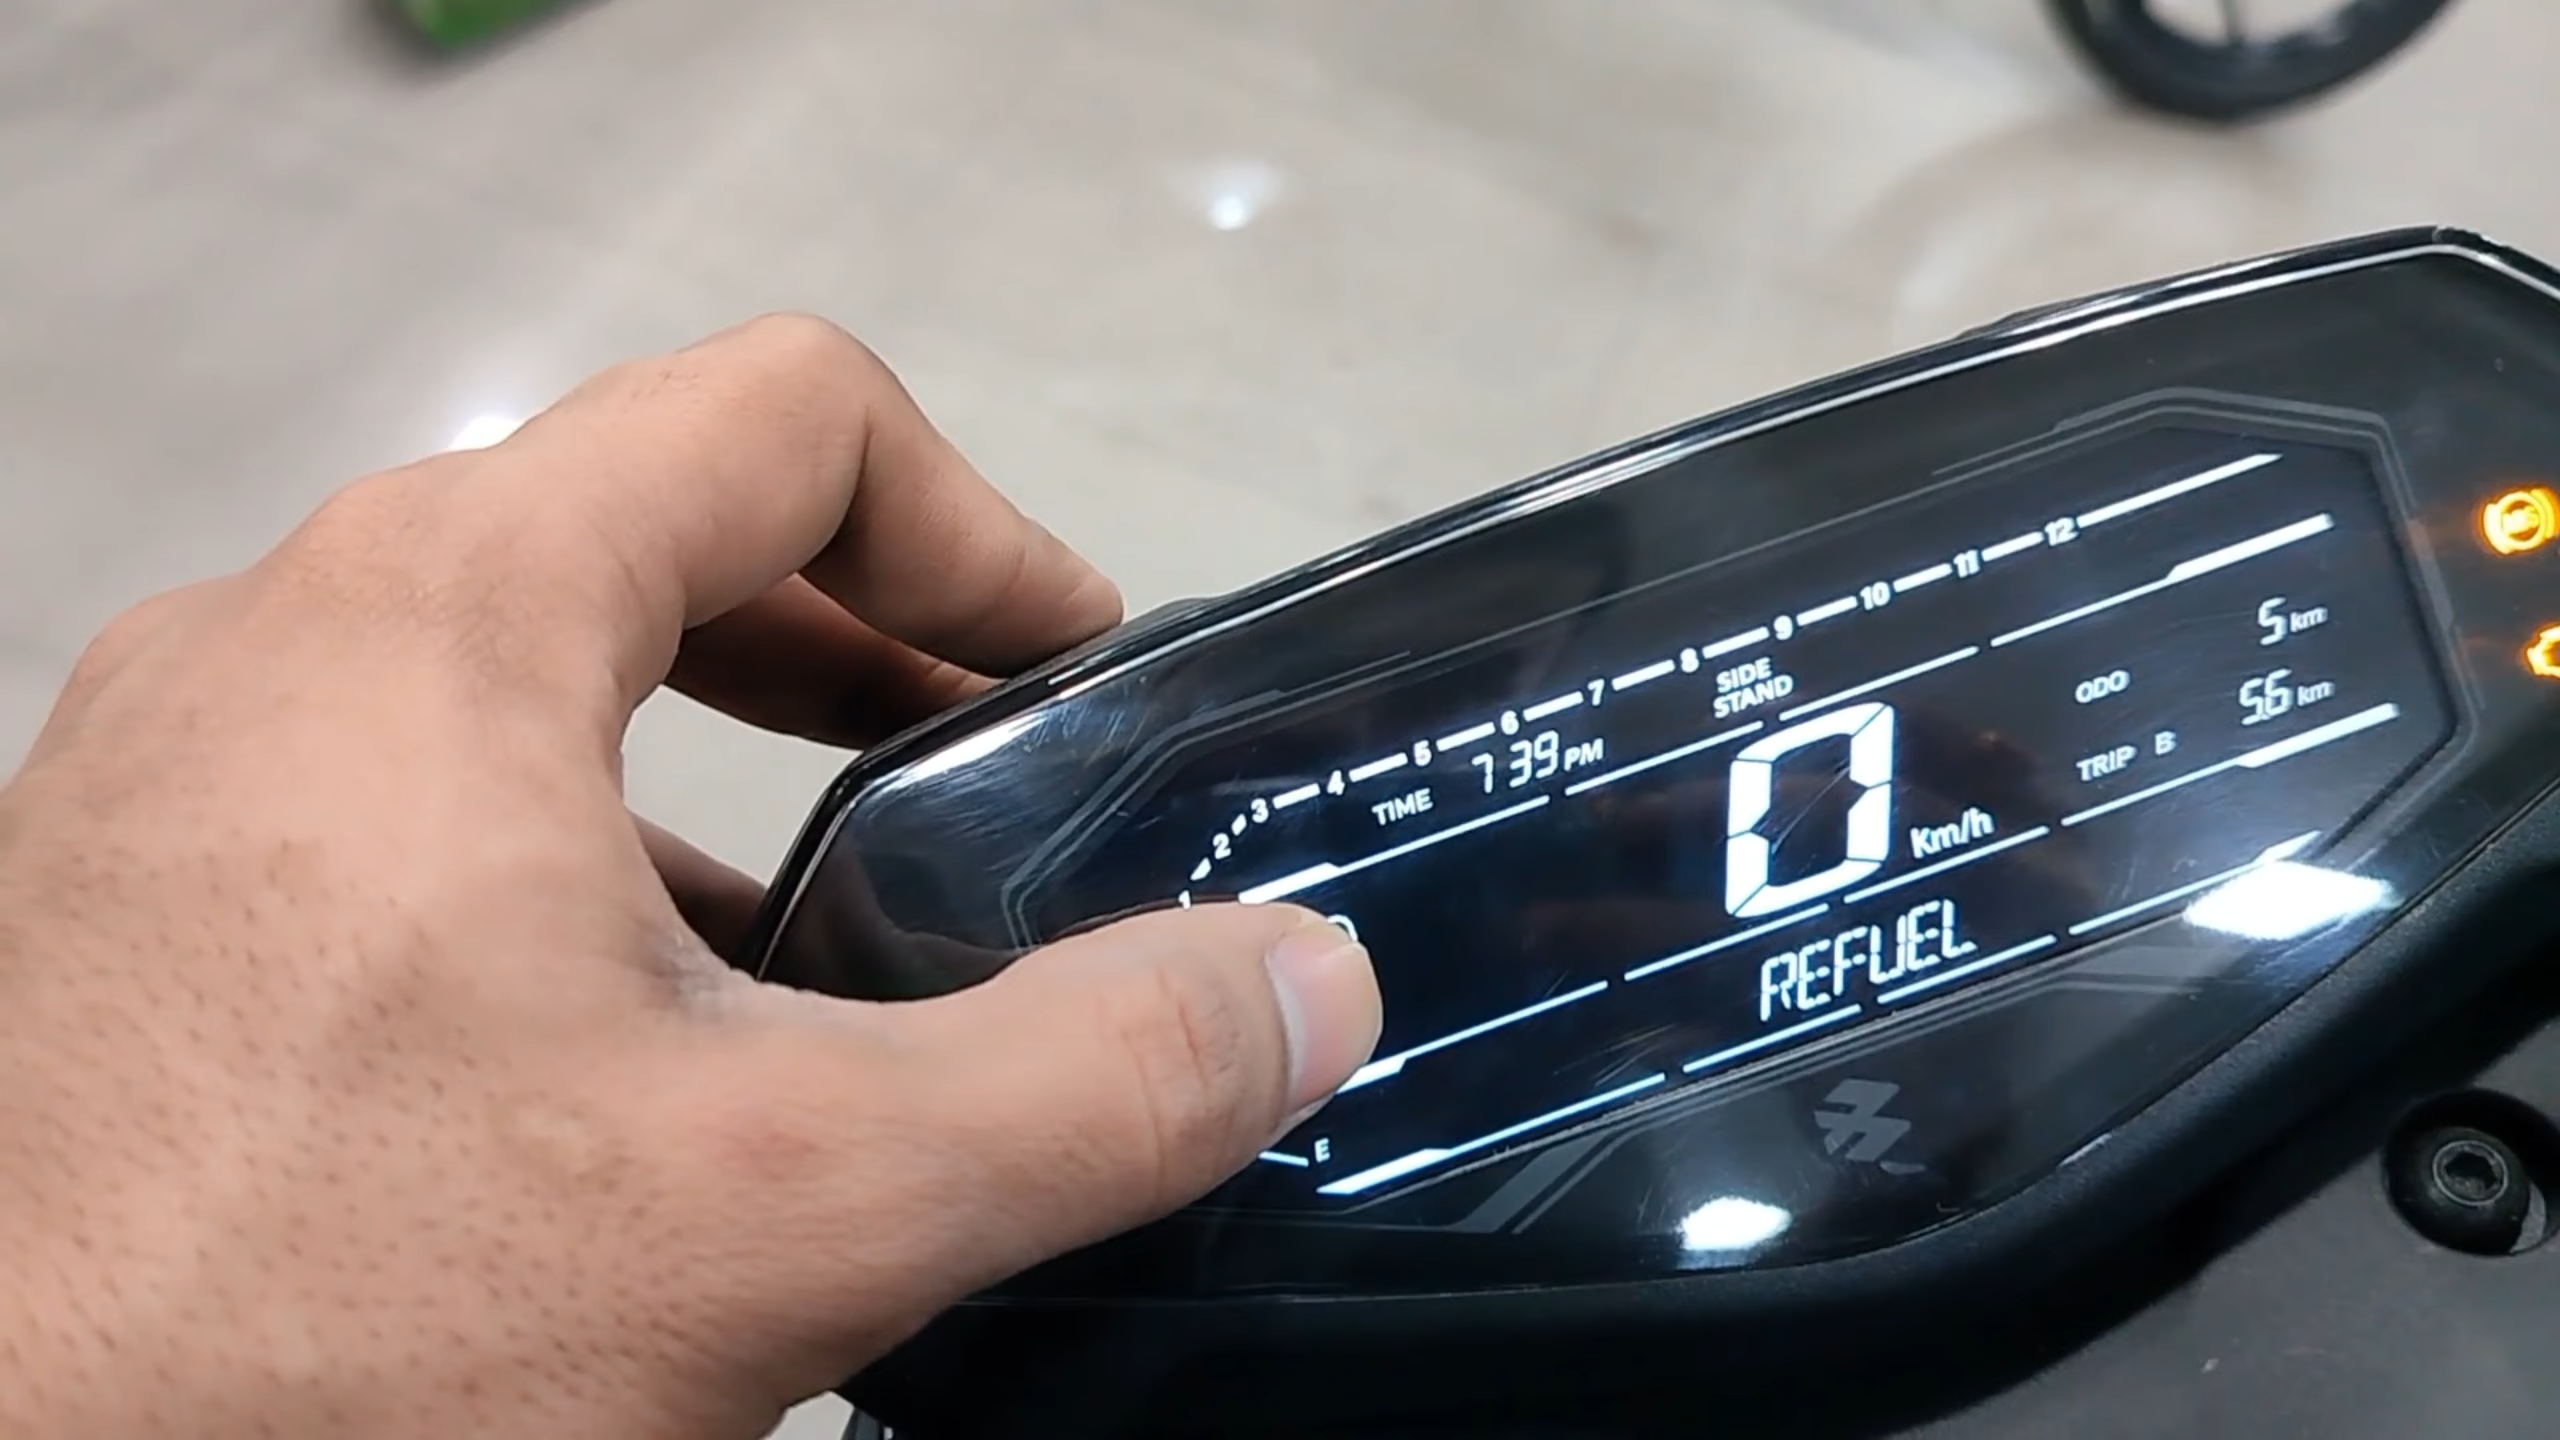 1 2 3 4 5 6 7 8 9 10 11 12
SIDE
STAND
TIME 7 39 PM
5 km
ODO
0 Km/h
5.6 km
TRIP B
REFUEL
E